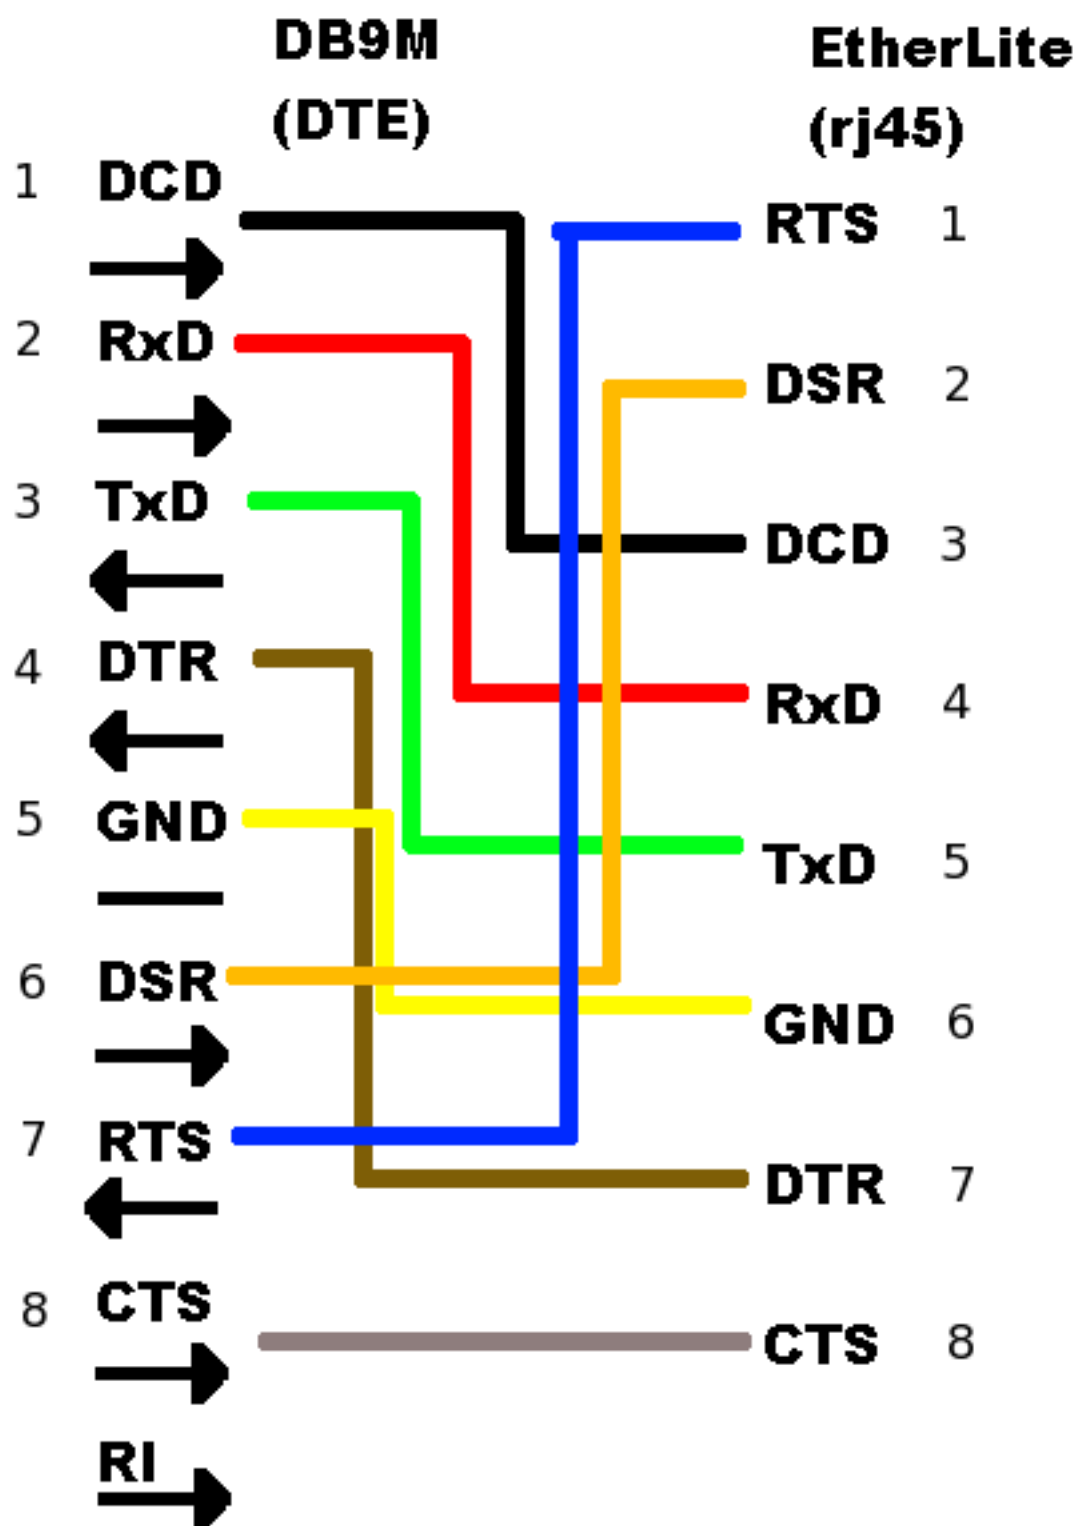 DB9M
(DTE)
EtherLite
(rj45)
1 DCD
2 RxD
3 TxD
4 DTR
5 GND
6 DSR
7 RTS
8 CTS
RI
RTS 1
DSR 2
DCD 3
RxD 4
TxD 5
GND 6
DTR 7
CTS 8